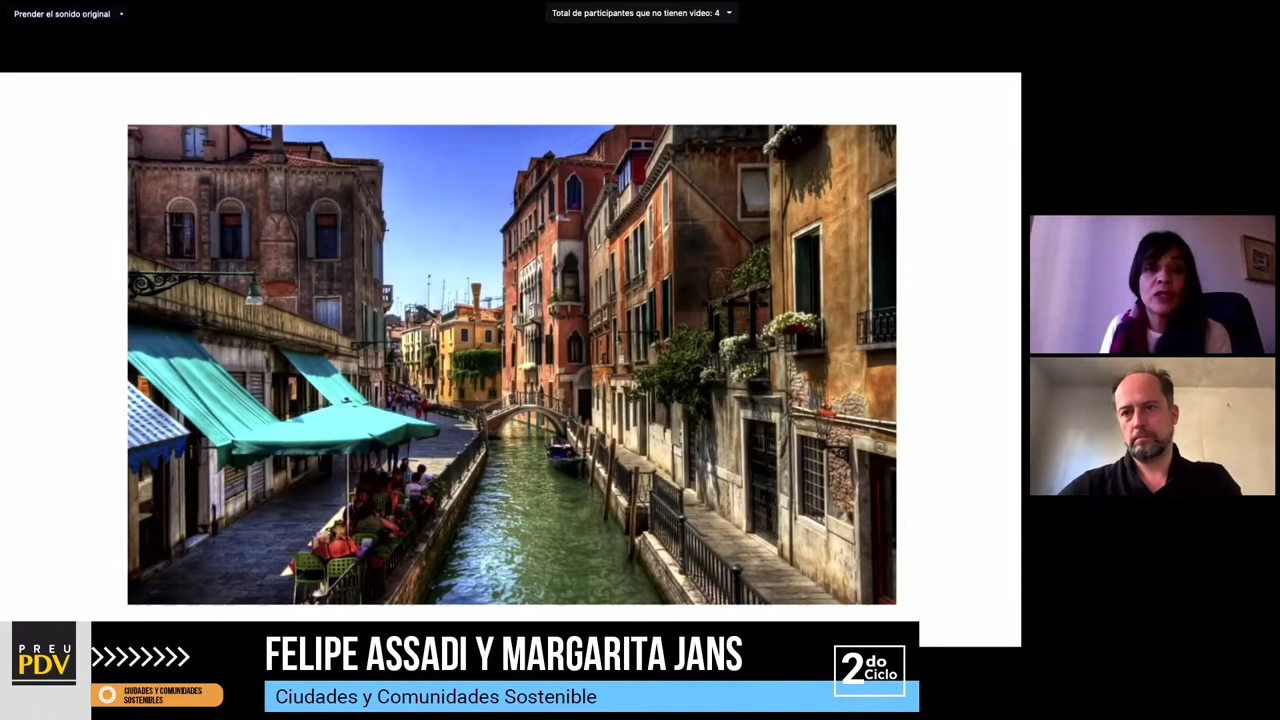 Prender el sonido original
Total de participantes que no tienen video: 4
PREU
PDV
CIUDADES Y COMUNIDADES
SOSTENIBLES
FELIPE ASSADI Y MARGARITA JANS
Ciudades y Comunidades Sostenible
2do
Ciclo